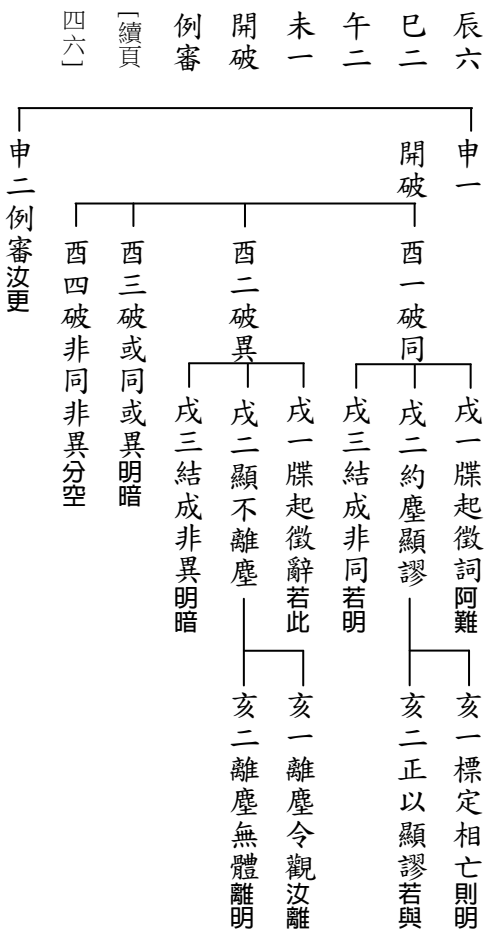 辰六
巳二
午二
未一
開破
例審
[續頁
四六]
申一
開破
酉一破同
戌一牒起徵詞阿難
戌二約塵顯謬
亥一標定相亡則明
亥二正以顯謬若與
戌三結成非同若明
酉二破異
戌一牒起徵辭若此
戌二顯不離塵
亥一離塵令觀汝離
亥二離塵無體離明
戌三結成非異明暗
酉三破或同或異明暗
酉四破非同非異分空
申二例審汝更